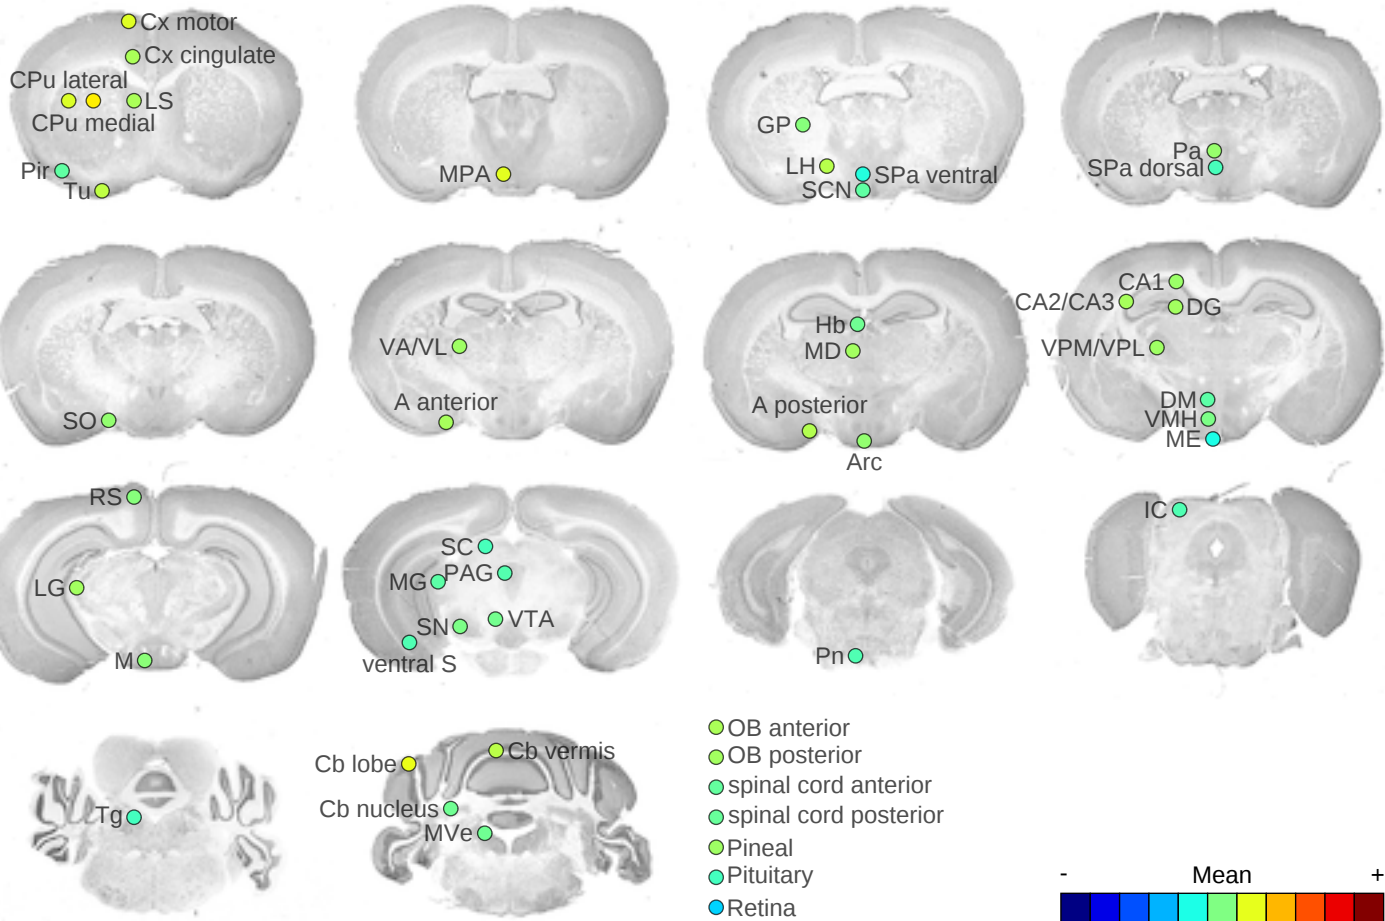 Cx motor
Cx cingulate
CPu lateral
LS
CPu medial
Pir
Tu
MPA
GP
LH
SPa ventral
SCN
Pa
SPa dorsal
SO
VA/VL
A anterior
Hb
MD
A posterior
Arc
CA1
CA2/CA3
DG
VPM/VPL
DM
VMH
ME
RS
LG
M
SC
MG
PAG
SN
VTA
ventral S
Pn
IC
Tg
Cb lobe
Cb vermis
Cb nucleus
MVe
OB anterior
OB posterior
spinal cord anterior
spinal cord posterior
Pineal
Pituitary
Retina
- Mean +